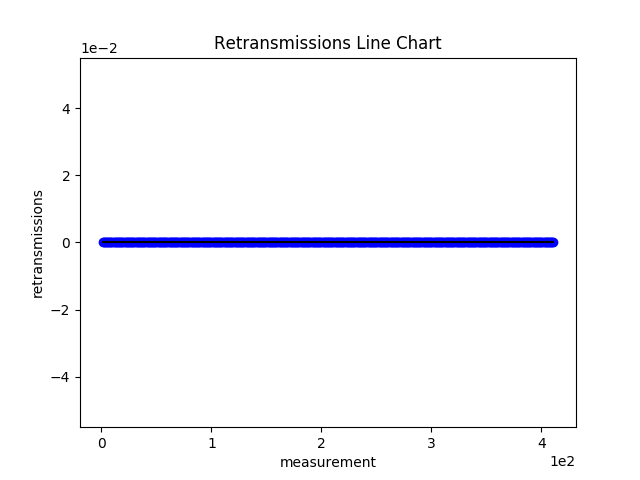 Retransmissions Line Chart
1e−2
4
2
0
−2
−4
retransmissions
0 1 2 3 4
1e2
measurement